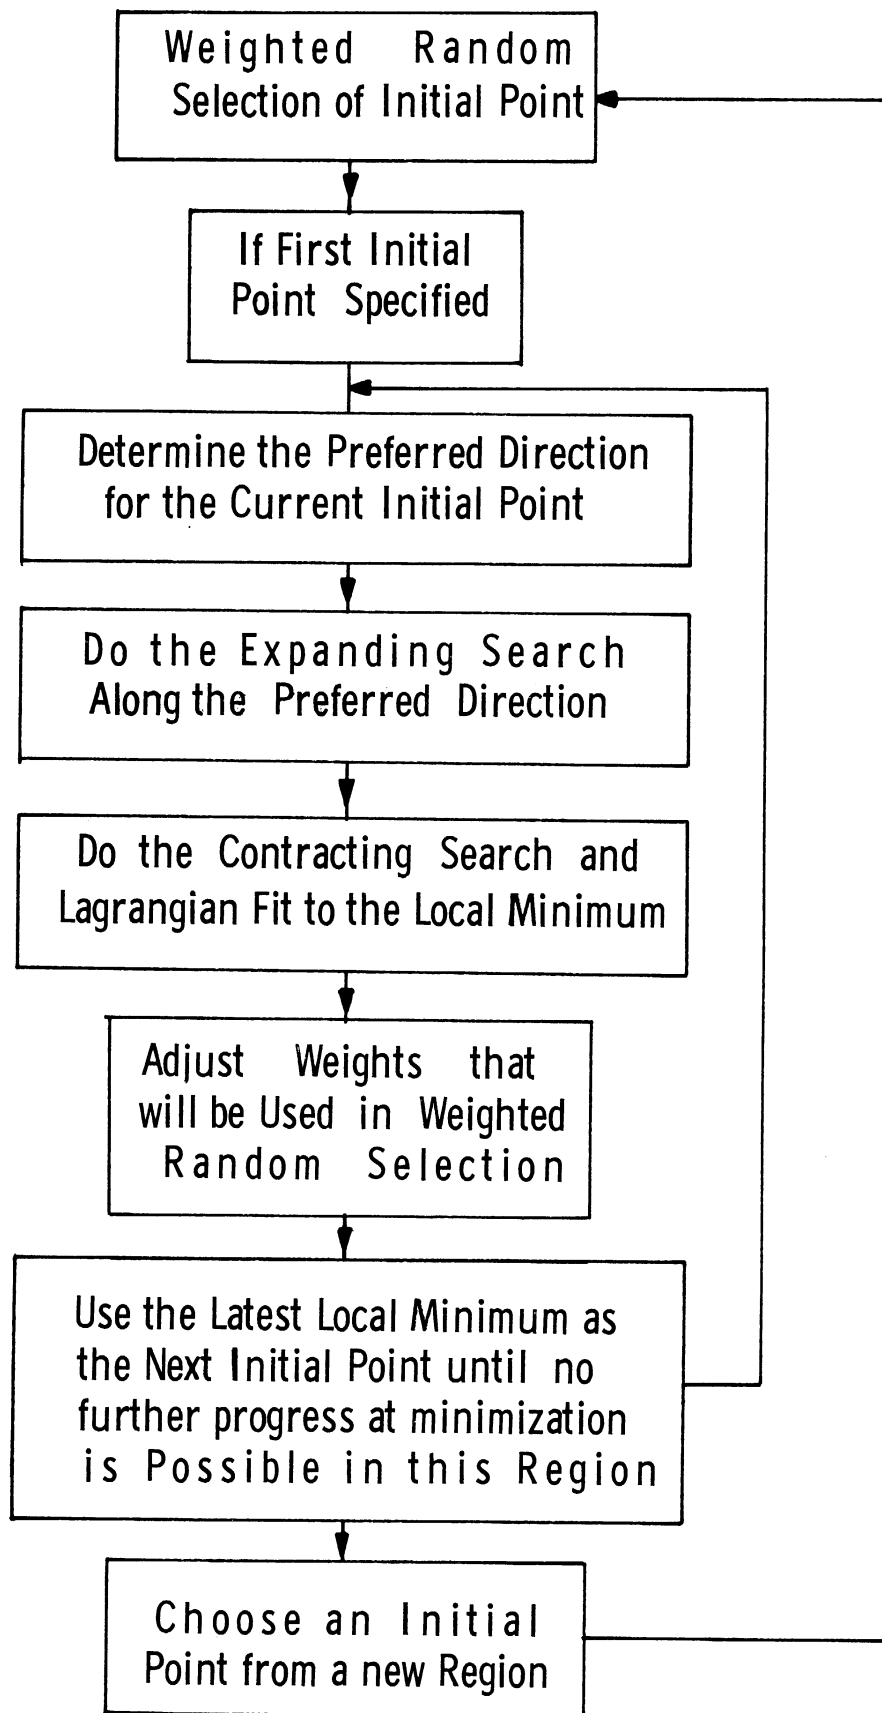 Weighted Random
Selection of Initial Point
If First Initial
Point Specified
Determine the Preferred Direction
for the Current Initial Point
Do the Expanding Search
Along the Preferred Direction
Do the Contracting Search and
Lagrangian Fit to the Local Minimum
Adjust Weights that
will be Used in Weighted
Random Selection
Use the Latest Local Minimum as
the Next Initial Point until no
further progress at minimization
is Possible in this Region
Choose an Initial
Point from a new Region